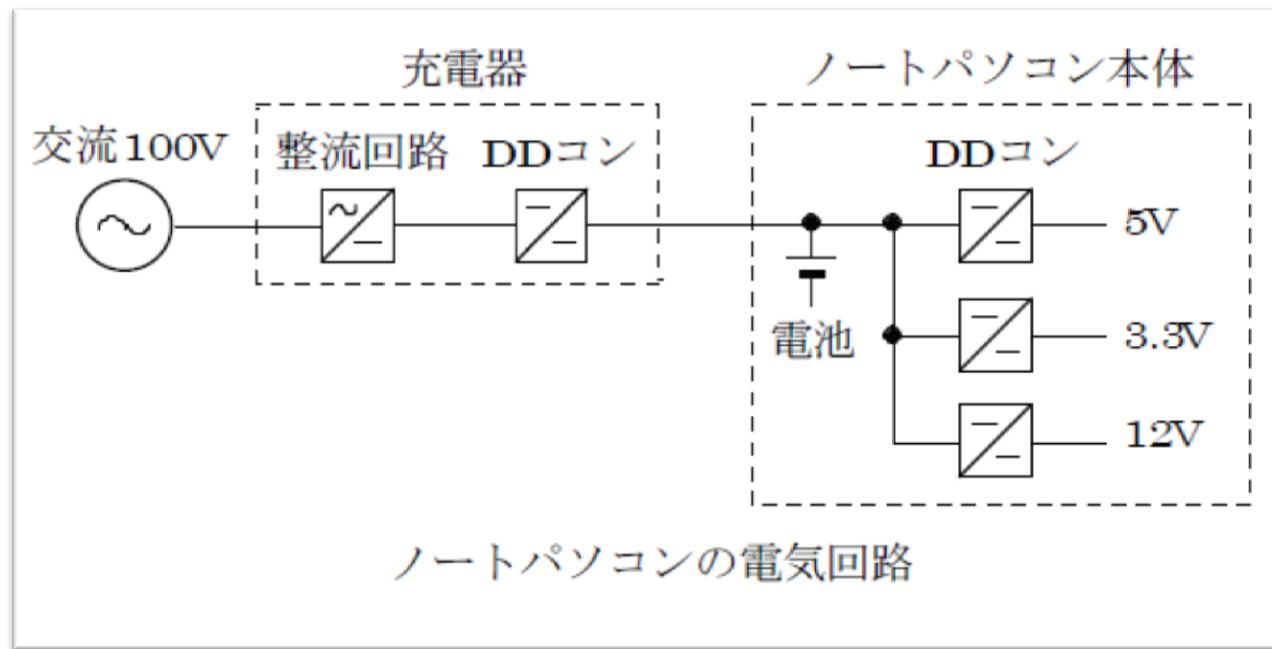 充電器
ノートパソコン本体
交流100V
整流回路 DDコン
DDコン
5V
電池
3.3V
12V
ノートパソコンの電気回路